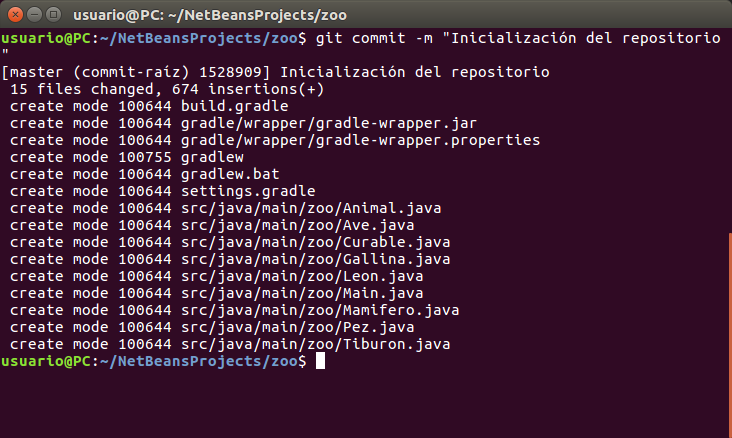 usuario@PC: ~/NetBeansProjects/zoo
usuario@PC:~/NetBeansProjects/zoo$ git commit -m "Inicialización del repositorio
"
[master (commit-raíz) 1528909] Inicialización del repositorio
 15 files changed, 674 insertions(+)
 create mode 100644 build.gradle
 create mode 100644 gradle/wrapper/gradle-wrapper.jar
 create mode 100644 gradle/wrapper/gradle-wrapper.properties
 create mode 100755 gradlew
 create mode 100644 gradlew.bat
 create mode 100644 settings.gradle
 create mode 100644 src/java/main/zoo/Animal.java
 create mode 100644 src/java/main/zoo/Ave.java
 create mode 100644 src/java/main/zoo/Curable.java
 create mode 100644 src/java/main/zoo/Gallina.java
 create mode 100644 src/java/main/zoo/Leon.java
 create mode 100644 src/java/main/zoo/Main.java
 create mode 100644 src/java/main/zoo/Mamifero.java
 create mode 100644 src/java/main/zoo/Pez.java
 create mode 100644 src/java/main/zoo/Tiburon.java
usuario@PC:~/NetBeansProjects/zoo$